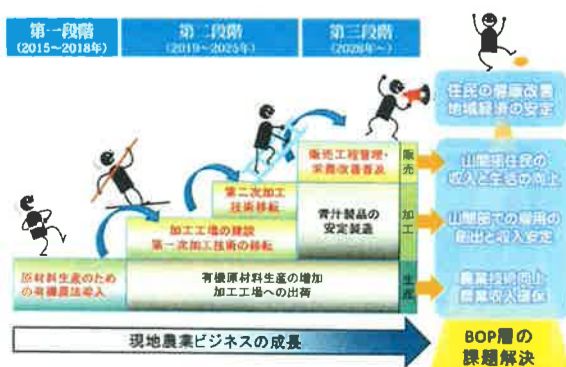 第一段階
(2015~2018年)
第二段階
(2019~2025年)
第三段階
(2026年~)
住民の健康改善
地域経済の安定
販売工程管理・
栄養改善普及
販売
山間部住民の
収入と生活の向上
第二次加工
技術移転
青汁製品の
安定製造
加工
山間部での雇用の
創出と収入安定
加工工場の建設
第一次加工技術の移転
原材料生産のため
の有機農法導入
有機原材料生産の増加
加工工場への出荷
生産
農業技術向上
農業収入確保
現地農業ビジネスの成長
BOP層の
課題解決